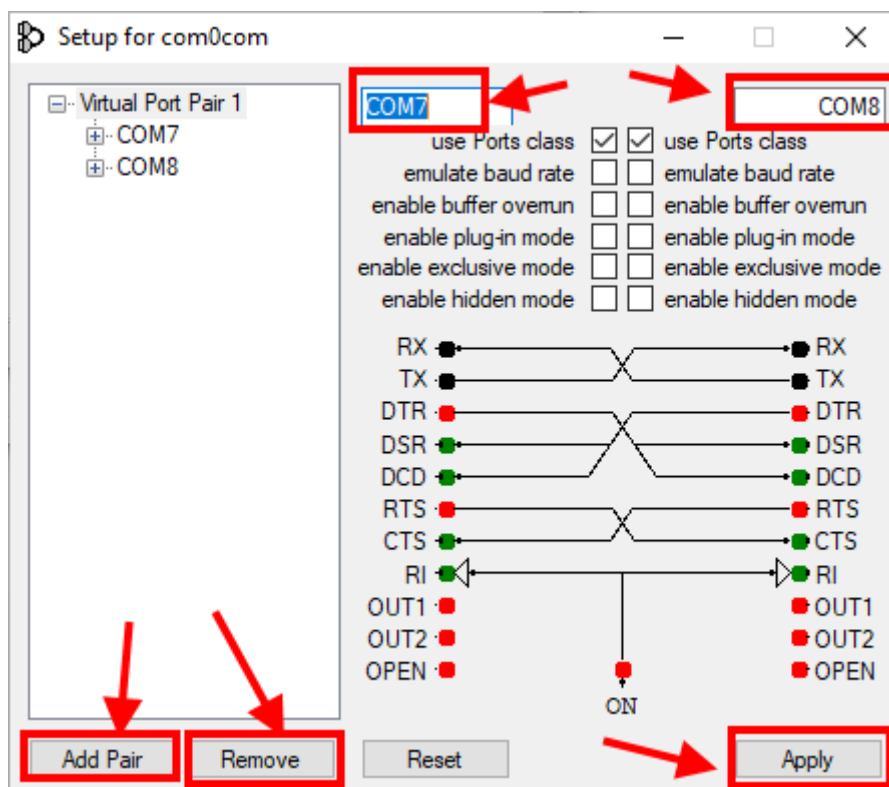 Setup for com0com
Virtual Port Pair 1
COM7
COM8
COM7 COM8
use Ports class use Ports class
emulate baud rate emulate baud rate
enable buffer overrun enable buffer overrun
enable plug-in mode enable plug-in mode
enable exclusive mode enable exclusive mode
enable hidden mode enable hidden mode
RX RX
TX TX
DTR DTR
DSR DSR
DCD DCD
RTS RTS
CTS CTS
RI RI
OUT1 OUT1
OUT2 OUT2
OPEN OPEN
ON
Add Pair Remove Reset Apply